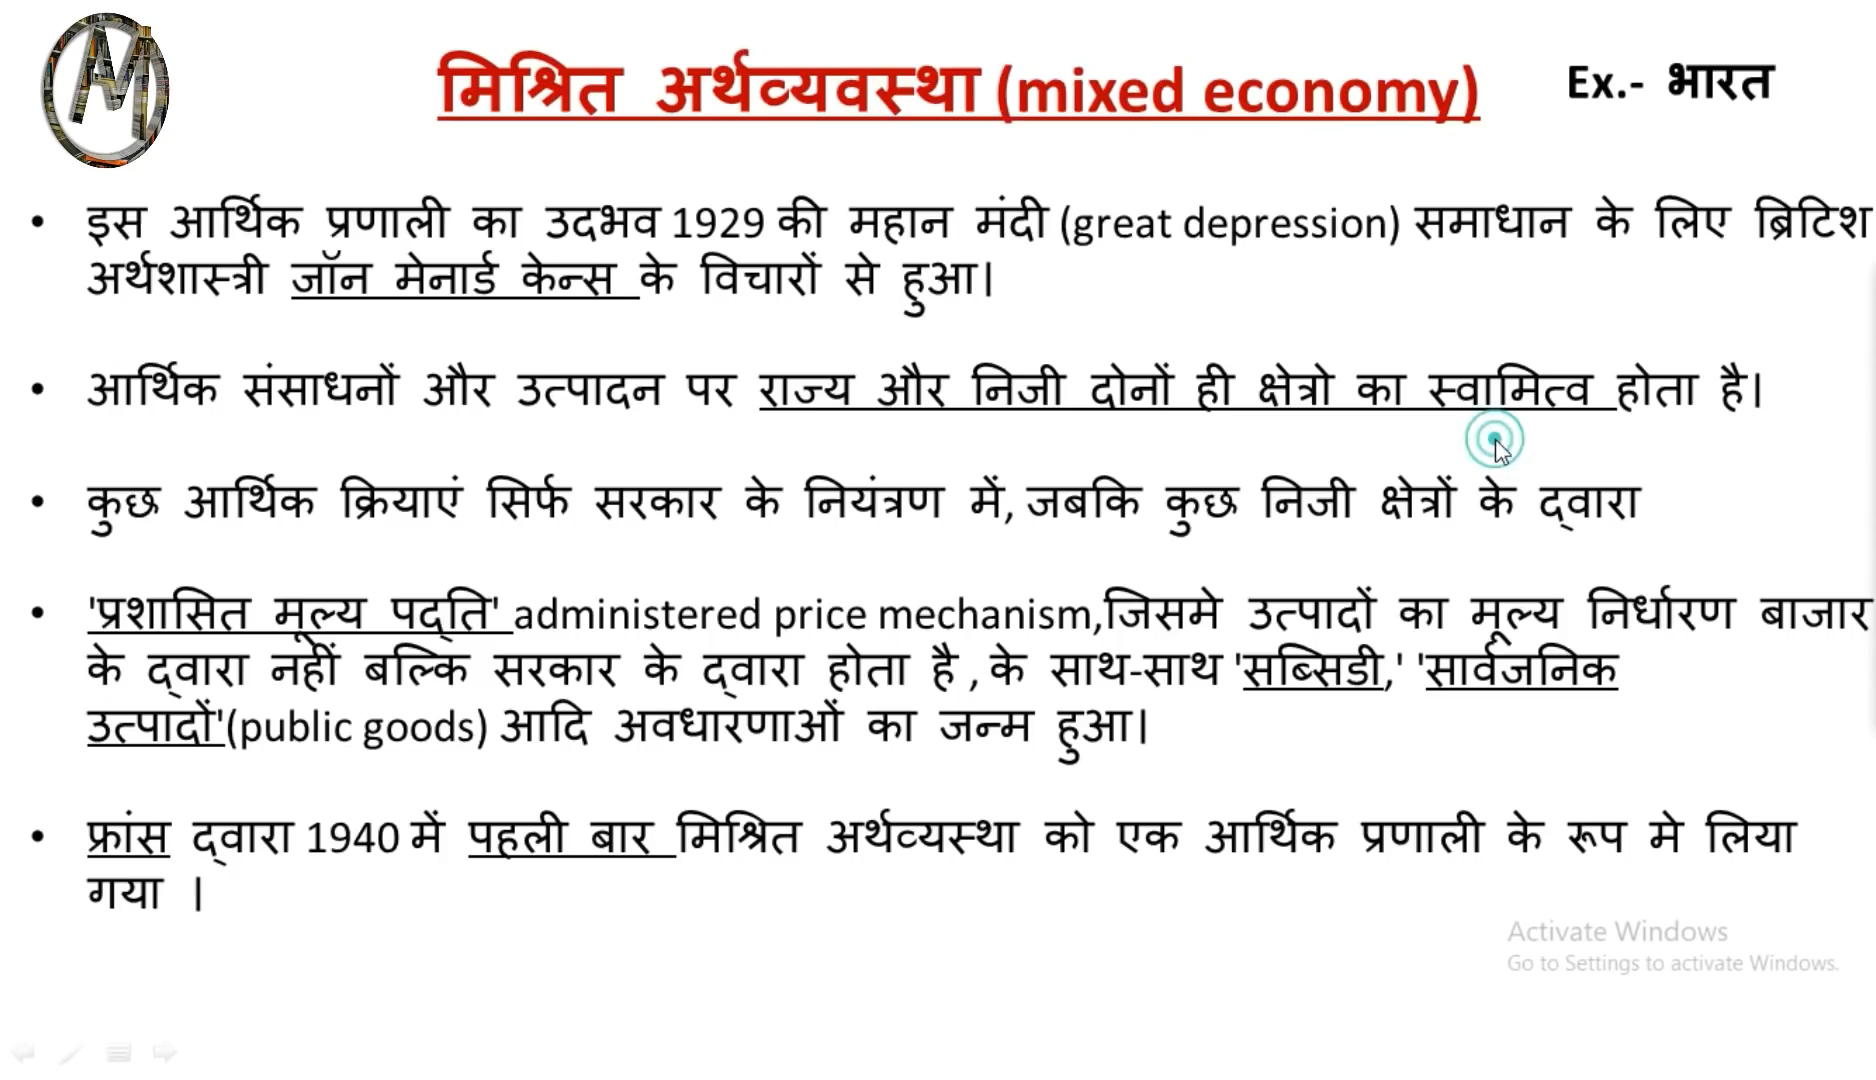 मिश्रित अर्थव्यवस्था (mixed economy)
Ex.- भारत
• इस आर्थिक प्रणाली का उदभव 1929 की महान मंदी (great depression) समाधान के लिए ब्रिटिश
अर्थशास्त्री जॉन मेनार्ड केन्स के विचारों से हुआ।
• आर्थिक संसाधनों और उत्पादन पर राज्य और निजी दोनों ही क्षेत्रो का स्वामित्व होता है।
• कुछ आर्थिक क्रियाएं सिर्फ सरकार के नियंत्रण में, जबकि कुछ निजी क्षेत्रों के द्वारा
• 'प्रशासित मूल्य पद्ति' administered price mechanism,जिसमे उत्पादों का मूल्य निर्धारण बाजार
के द्वारा नहीं बल्कि सरकार के द्वारा होता है , के साथ-साथ 'सब्सिडी,' 'सार्वजनिक
उत्पादों'(public goods) आदि अवधारणाओं का जन्म हुआ।
• फ्रांस द्वारा 1940 में पहली बार मिश्रित अर्थव्यस्था को एक आर्थिक प्रणाली के रूप मे लिया
गया ।
Activate Windows
Go to Settings to activate Windows.